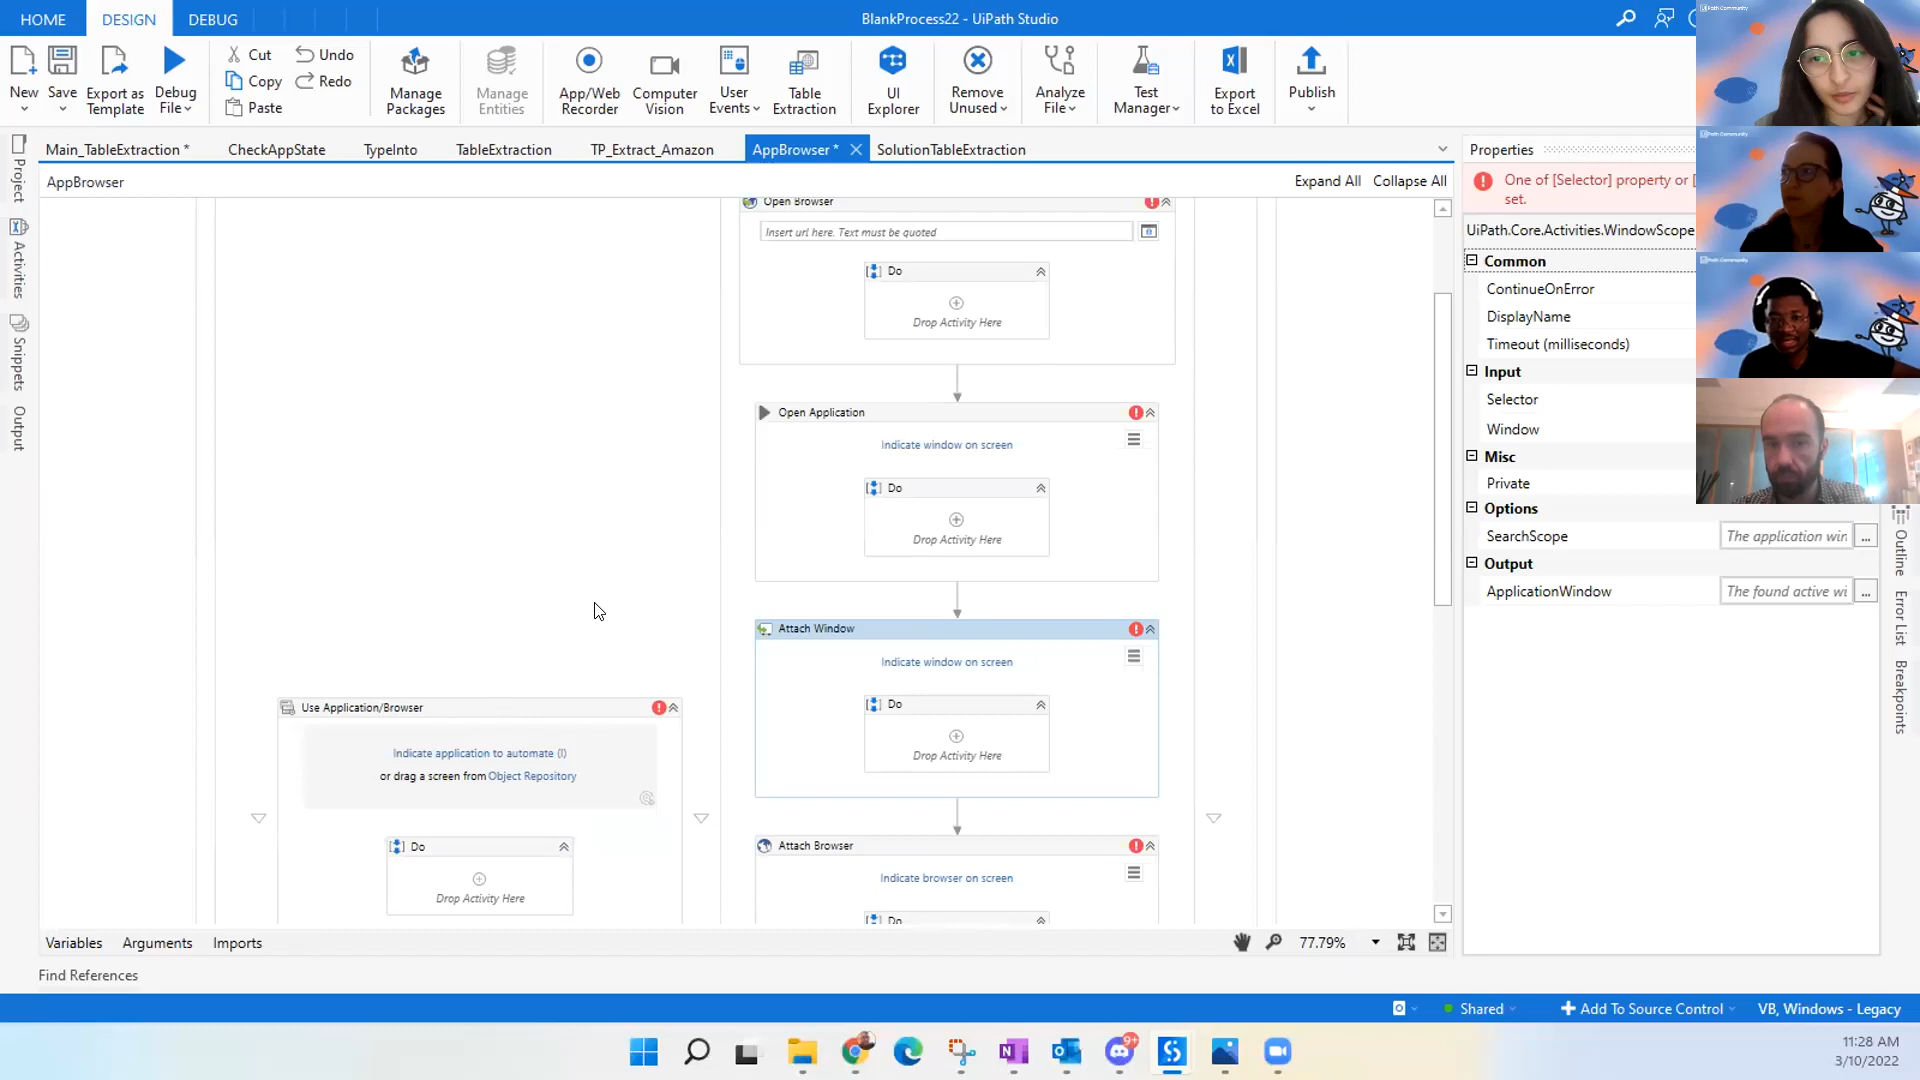 HOME
DESIGN
DEBUG
BlankProcess22 - UiPath Studio
New
Save
Export as
Template
Debug
File
Cut
Copy
Paste
Undo
Redo
Manage
Packages
Manage
Entities
App/Web
Recorder
Computer
Vision
User
Events
Table
Extraction
UI
Explorer
Remove
Unused
Analyze
File
Test
Manager
Export
to Excel
Publish
Main_TableExtraction *
CheckAppState
TypeInto
TableExtraction
TP_Extract_Amazon
AppBrowser *
SolutionTableExtraction
AppBrowser
Expand All
Collapse All
Project
Activities
Snippets
Output
Open Browser
Insert url here. Text must be quoted
Do
Drop Activity Here
Open Application
Indicate window on screen
Do
Drop Activity Here
Attach Window
Indicate window on screen
Do
Drop Activity Here
Attach Browser
Indicate browser on screen
Do
Use Application/Browser
Indicate application to automate (I)
or drag a screen from Object Repository
Do
Drop Activity Here
Variables
Arguments
Imports
77.79%
Find References
Properties
One of [Selector] property or [
set.
UiPath.Core.Activities.WindowScope
Common
ContinueOnError
DisplayName
Timeout (milliseconds)
Input
Selector
Window
Misc
Private
Options
SearchScope
The application win
...
Output
ApplicationWindow
The found active wi
...
Outline
Error List
Breakpoints
UiPath Community
UiPath Community
UiPath Community
Shared
Add To Source Control
VB, Windows - Legacy
9+
11:28 AM
3/10/2022